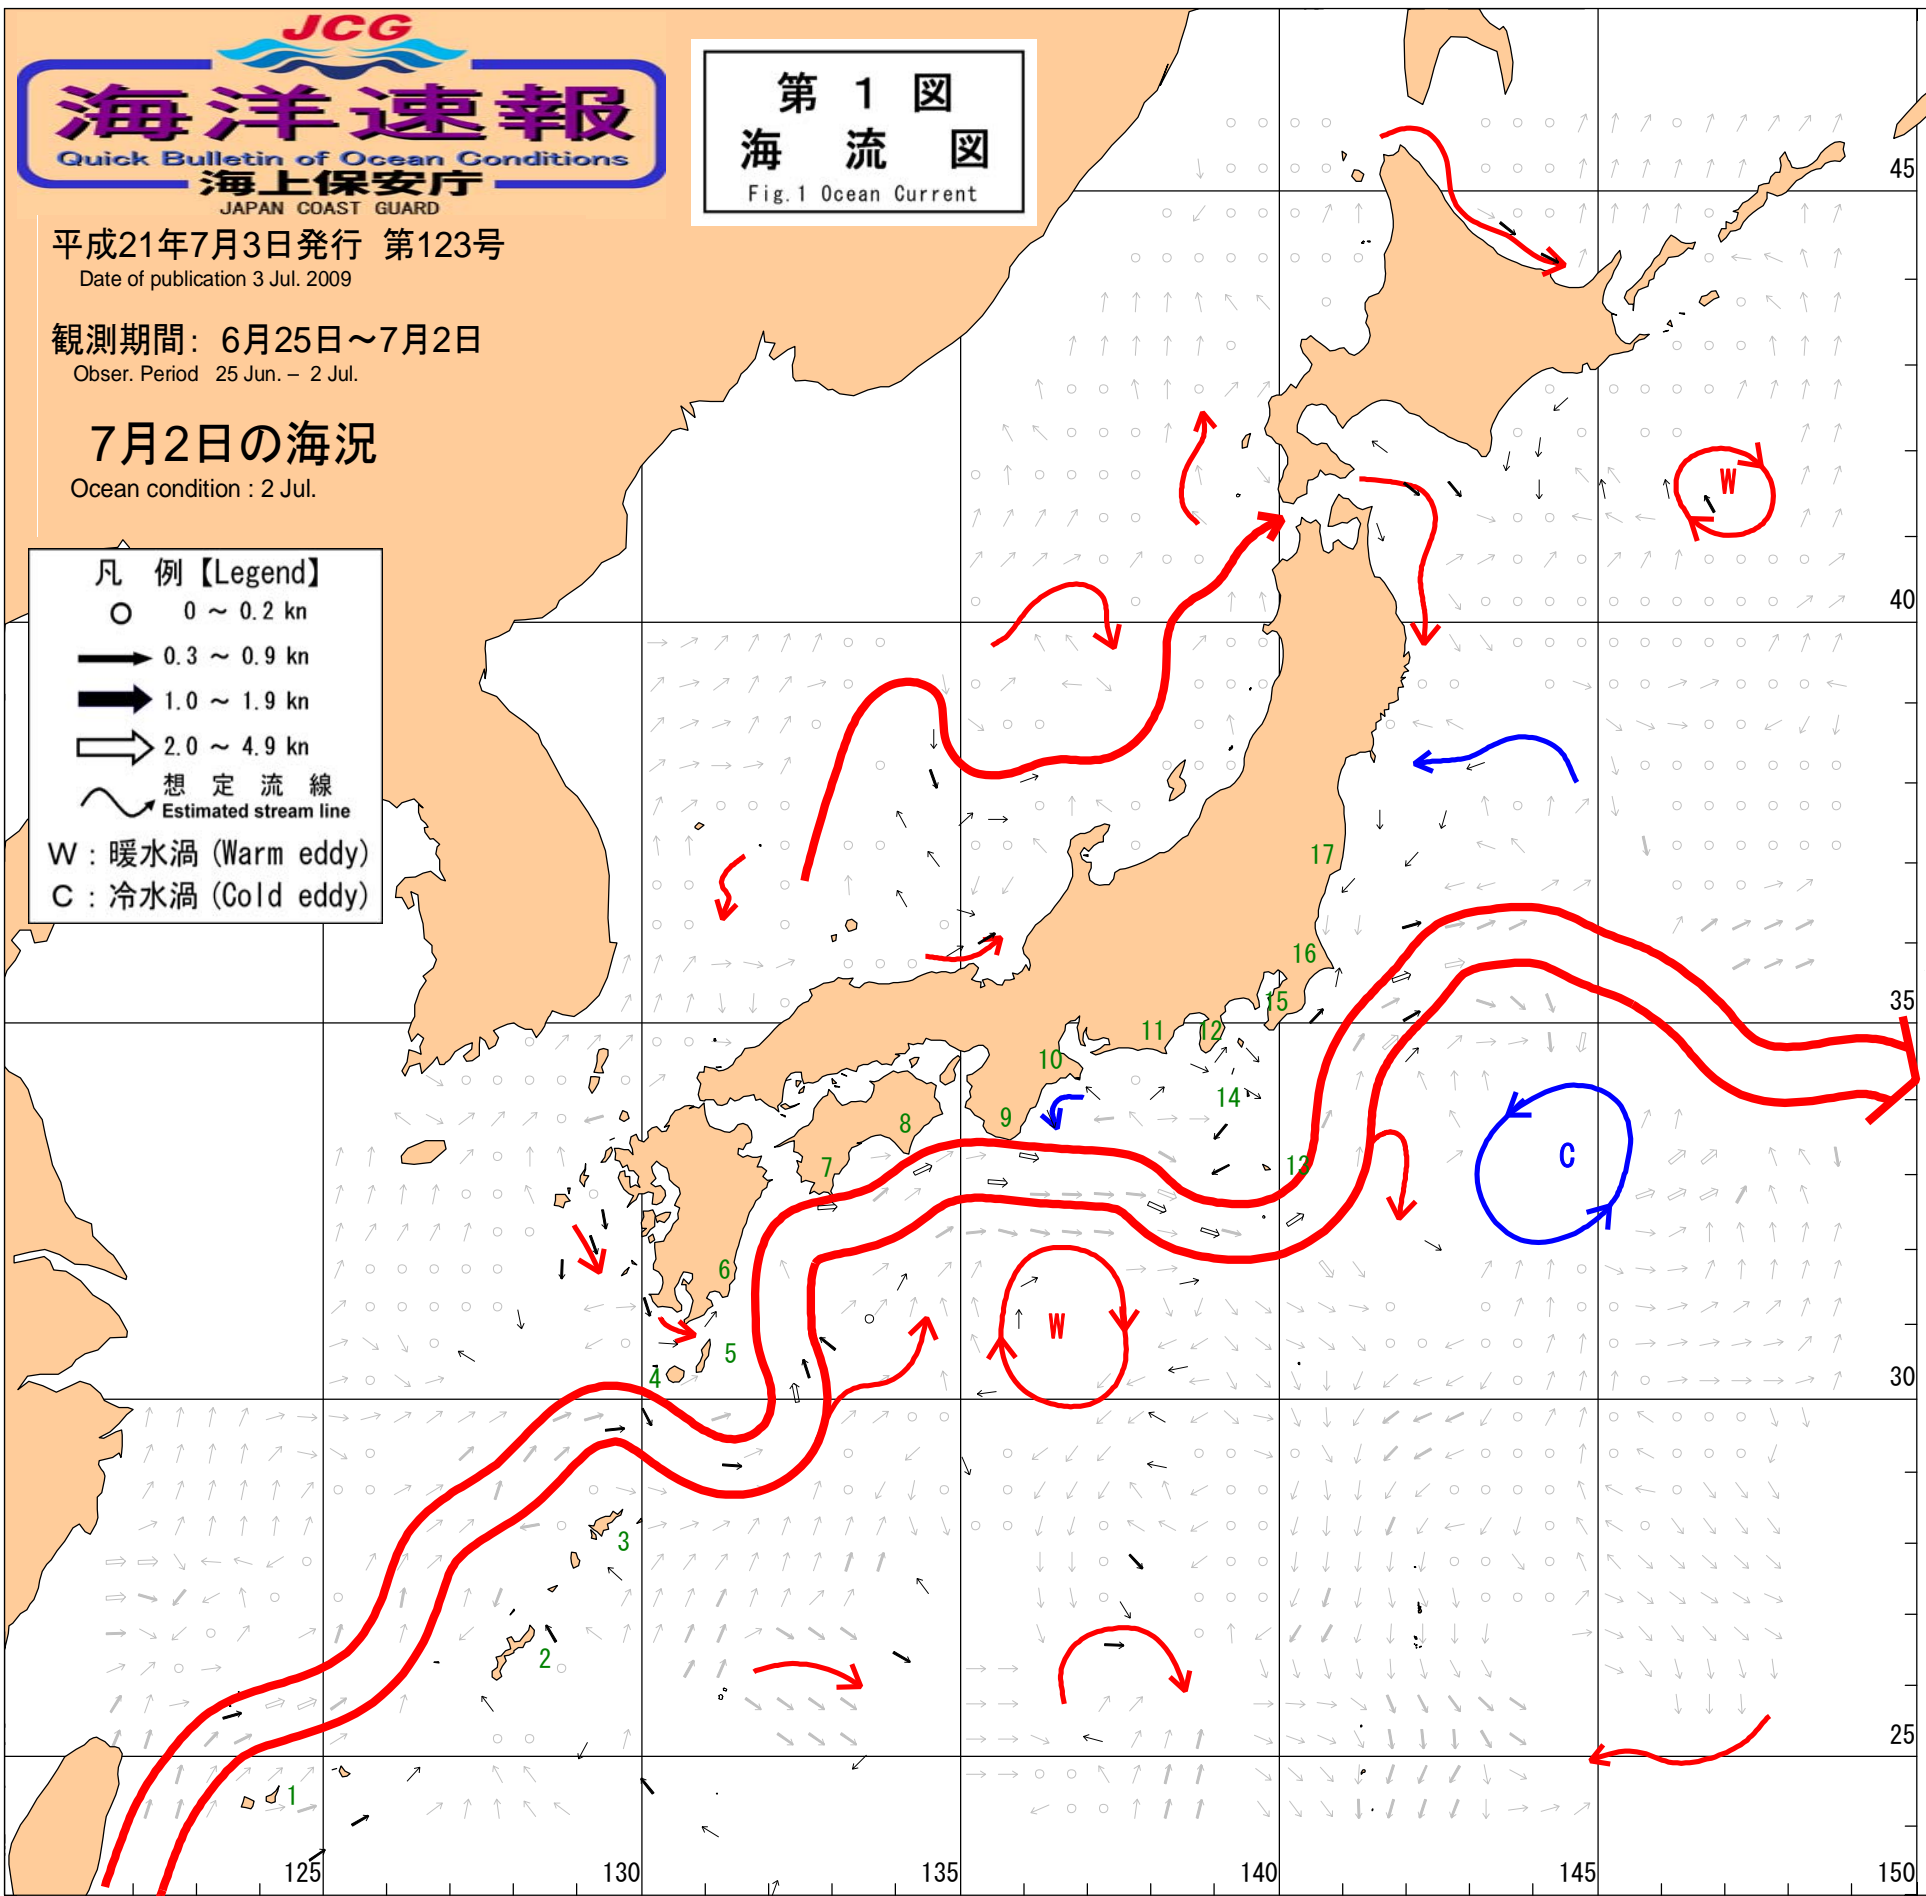 JCG
海洋速報
Quick Bulletin of Ocean Conditions
海上保安庁
JAPAN COAST GUARD
第 1 図
海 流 図
Fig.1 Ocean Current
平成21年7月3日発行 第123号
Date of publication 3 Jul. 2009
観測期間: 6月25日～7月2日
Obser. Period 25 Jun. – 2 Jul.
7月2日の海況
Ocean condition : 2 Jul.
凡 例【Legend】
0 ～ 0.2 kn
0.3 ～ 0.9 kn
1.0 ～ 1.9 kn
2.0 ～ 4.9 kn
想 定 流 線
Estimated stream line
W : 暖水渦 (Warm eddy)
C : 冷水渦 (Cold eddy)
45
W
40
17
16
35
15
12
11
10
14
9
8
7
13
C
6
W
5
4
30
3
2
25
1
125
130
135
140
145
150